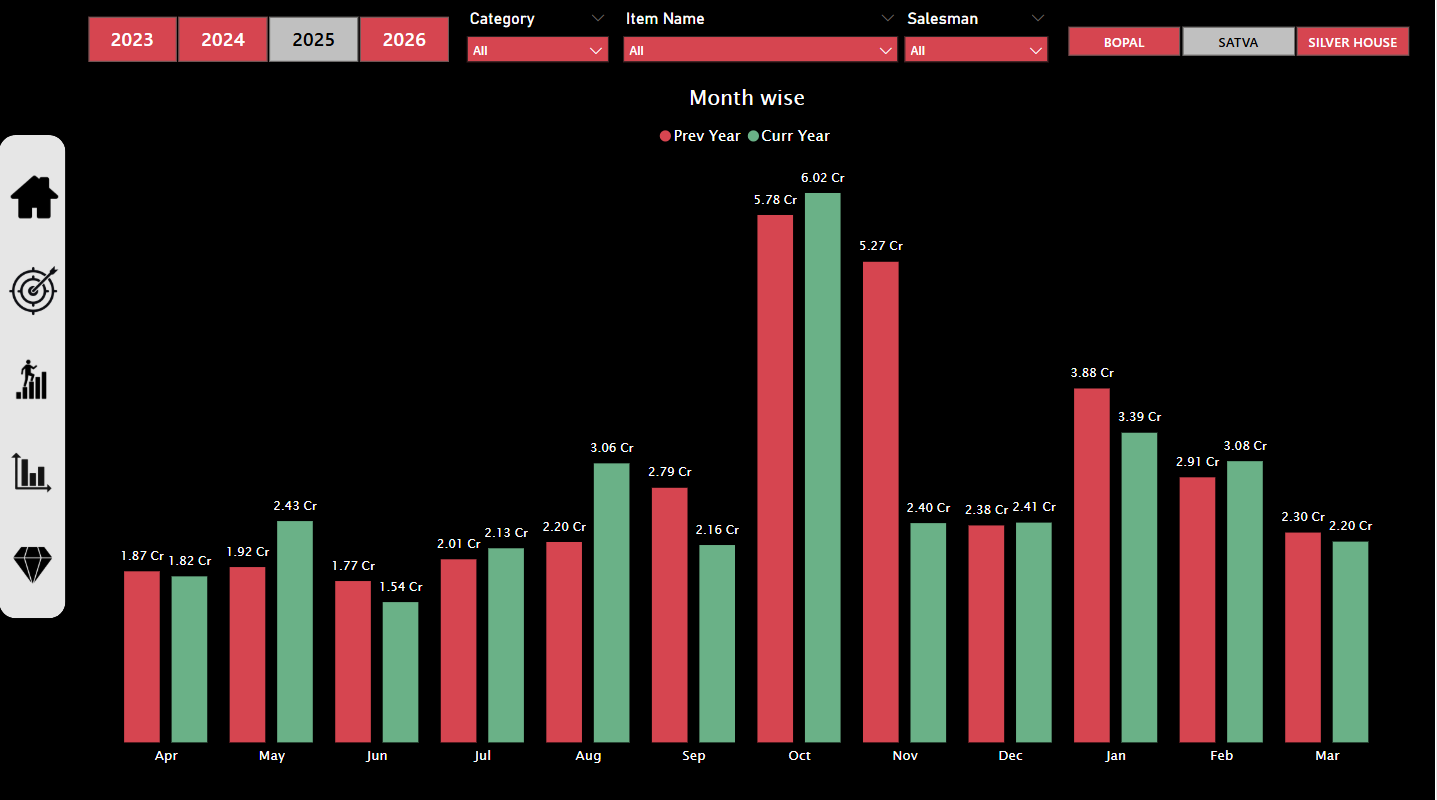 2023 2024 2025 2026
Category Item Name Salesman
All All All
BOPAL SATVA SILVER HOUSE
Month wise
Prev Year Curr Year
1.87 Cr 1.82 Cr 1.92 Cr 2.43 Cr 1.77 Cr 1.54 Cr 2.01 Cr 2.13 Cr 2.20 Cr 3.06 Cr 2.79 Cr 2.16 Cr 5.78 Cr 6.02 Cr 5.27 Cr 2.40 Cr 2.38 Cr 2.41 Cr 3.88 Cr 3.39 Cr 2.91 Cr 3.08 Cr 2.30 Cr 2.20 Cr
Apr May Jun Jul Aug Sep Oct Nov Dec Jan Feb Mar